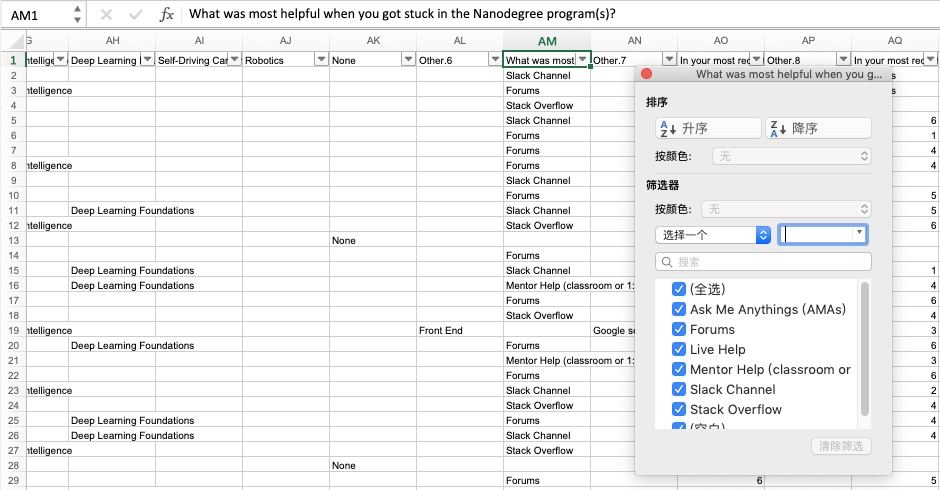 AM1 fx What was most helpful when you got stuck in the Nanodegree program(s)?
G AH AI AJ AK AL AM AN AO AP AQ
1 ntellige Deep Learning Self-Driving Car Robotics None Other.6 What was most Other.7 In your most rec Other.8 In your most rec
What was most helpful when you g...
2 Slack Channel
3 ntelligence Forums
4 Stack Overflow
5 Slack Channel 6
6 Forums 1
7 Forums 4
8 ntelligence Forums 4
9 Slack Channel
10 Forums 5
11 Deep Learning Foundations Slack Channel 5
12 ntelligence Stack Overflow 6
13 None
14 Forums
15 Deep Learning Foundations Slack Channel 1
16 Deep Learning Foundations Mentor Help (classroom or 1: 4
17 Forums 6
18 Stack Overflow 4
19 ntelligence Front End Google se 3
20 Deep Learning Foundations Forums 6
21 Mentor Help (classroom or 1: 3
22 Forums 6
23 ntelligence Slack Channel 2
24 Stack Overflow 4
25 Deep Learning Foundations Forums 4
26 Deep Learning Foundations Slack Channel 4
27 ntelligence Stack Overflow
28 None
29 Forums 6 5
排序
升序 降序
按颜色: 无
筛选器
按颜色: 无
选择一个
搜索
(全选)
Ask Me Anythings (AMAs)
Forums
Live Help
Mentor Help (classroom or
Slack Channel
Stack Overflow
(空白)
清除筛选